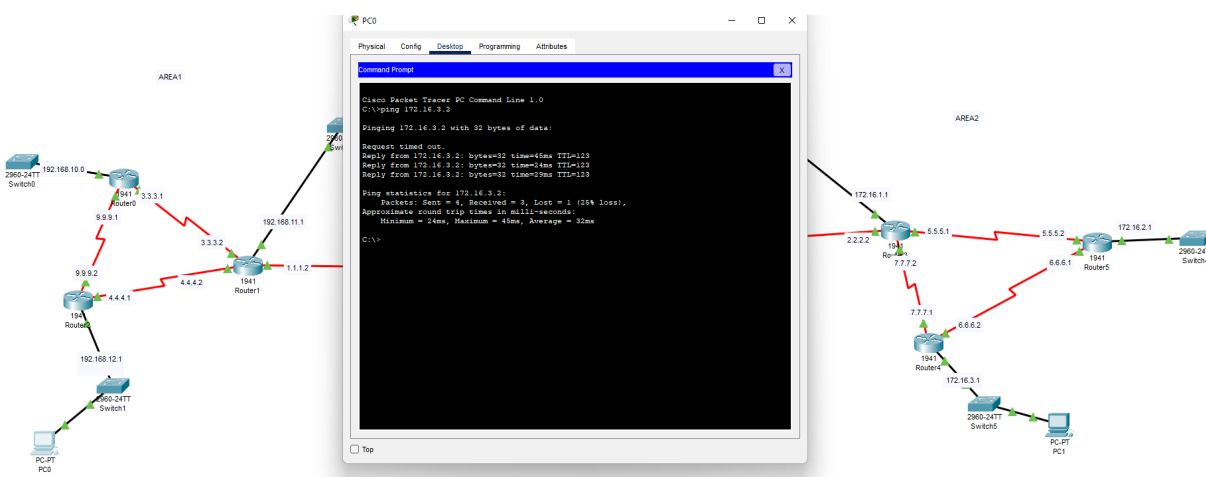 PC0
Physical Config Desktop Programming Attributes
Command Prompt
X
Cisco Packet Tracer PC Command Line 1.0
C:\>ping 172.16.3.2
Pinging 172.16.3.2 with 32 bytes of data:
Request timed out.
Reply from 172.16.3.2: bytes=32 time=45ms TTL=123
Reply from 172.16.3.2: bytes=32 time=24ms TTL=123
Reply from 172.16.3.2: bytes=32 time=29ms TTL=123
Ping statistics for 172.16.3.2:
Packets: Sent = 4, Received = 3, Lost = 1 (25% loss),
Approximate round trip times in milli-seconds:
Minimum = 24ms, Maximum = 45ms, Average = 32ms
C:\>
Top
AREA1
2960-24TT
Switch0
192.168.10.0
1941
Router0
3.3.3.1
9.9.9.1
3.3.3.2
192.168.11.1
1.1.1.2
1941
Router1
9.9.9.2
4.4.4.2
4.4.4.1
192.168.12.1
2960-24TT
Switch1
PC-PT
PC0
AREA2
172.16.1.1
2.2.2.2
1941
5.5.5.1
5.5.5.2
172.16.2.1
7.7.7.2
6.6.6.1
1941
Router5
7.7.7.1
6.6.6.2
1941
Router4
172.16.3.1
2960-24TT
Switch5
PC-PT
PC1